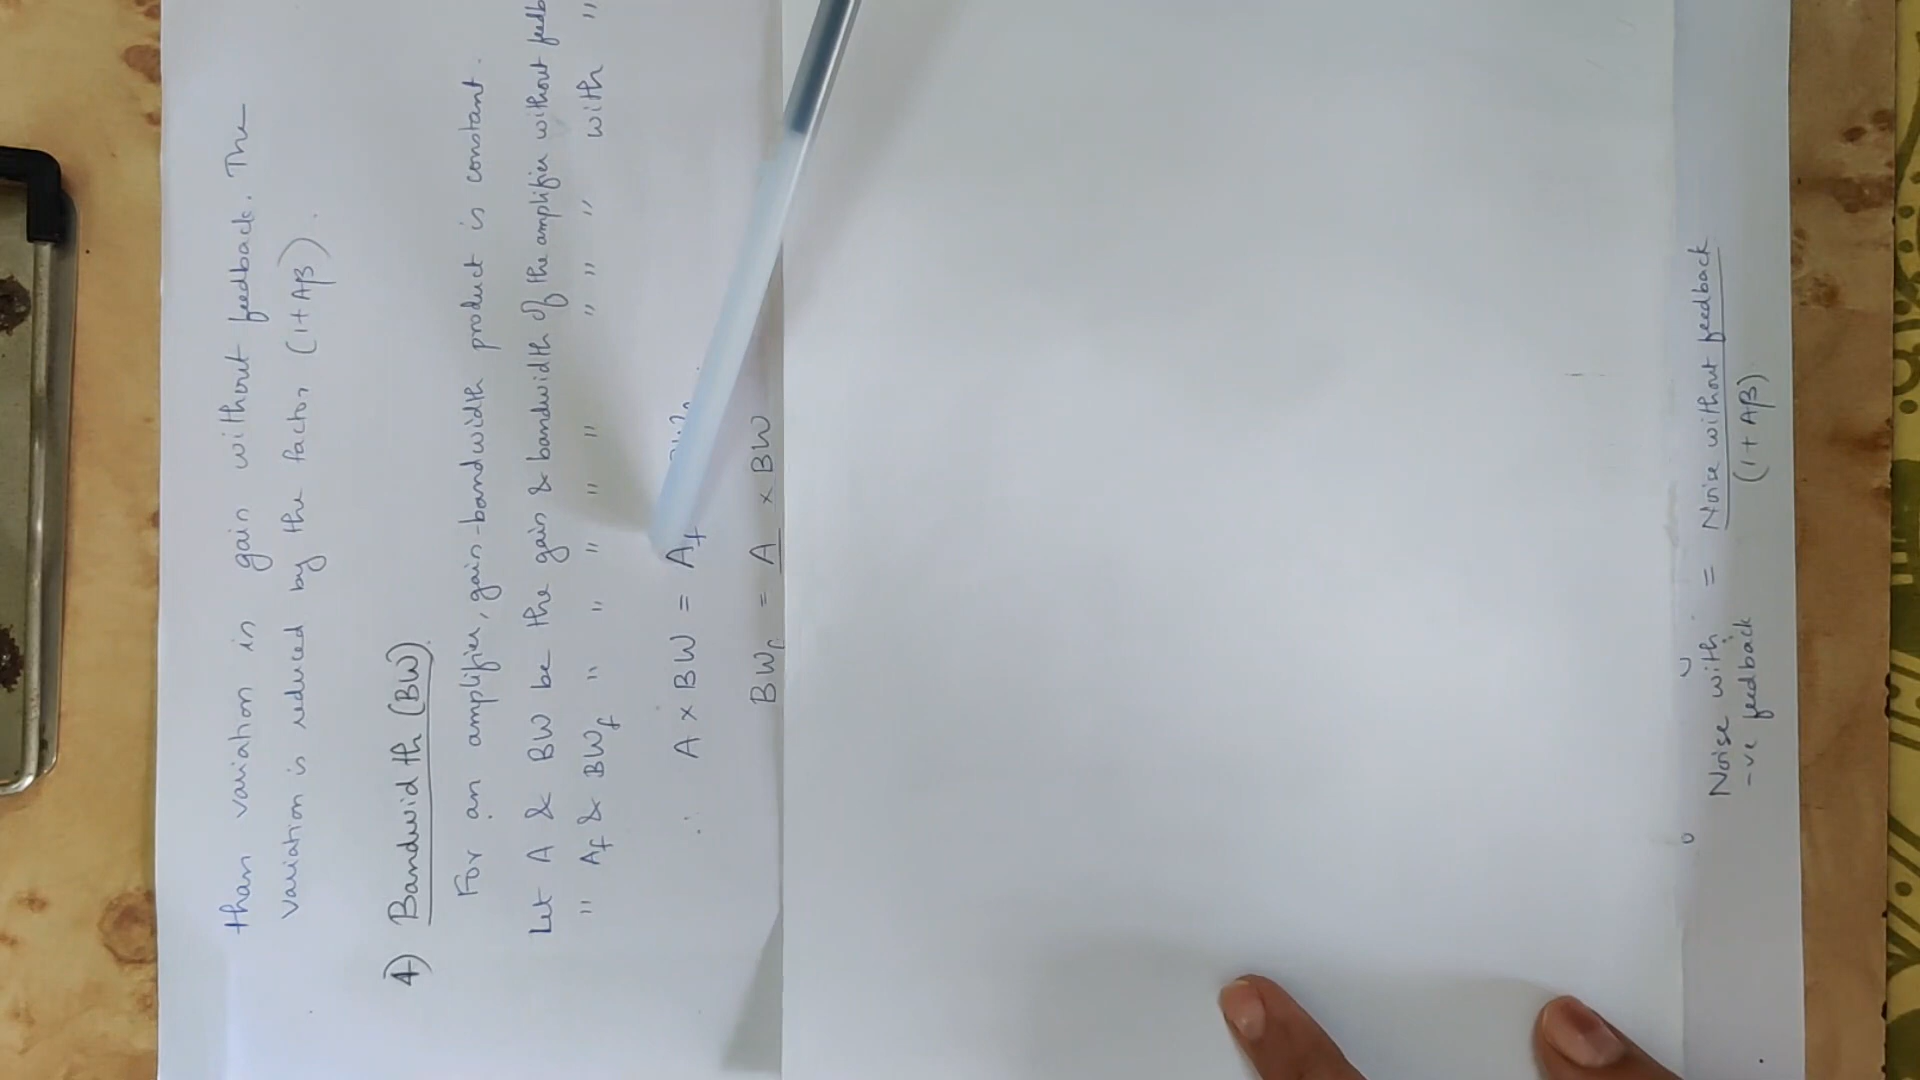 than variation in gain without feedback. The
variation is reduced by the factor (1+Aβ).
4) Bandwidth (BW)
For an amplifier, gain-bandwidth product is constant.
Let A & BW be the gain & bandwidth of the amplifier without
" Af & BWf " " " " " " " " with "
∴ A × BW = Af
BWf = A × BW
Noise with = Noise without feedback
-ve feedback (1+Aβ)